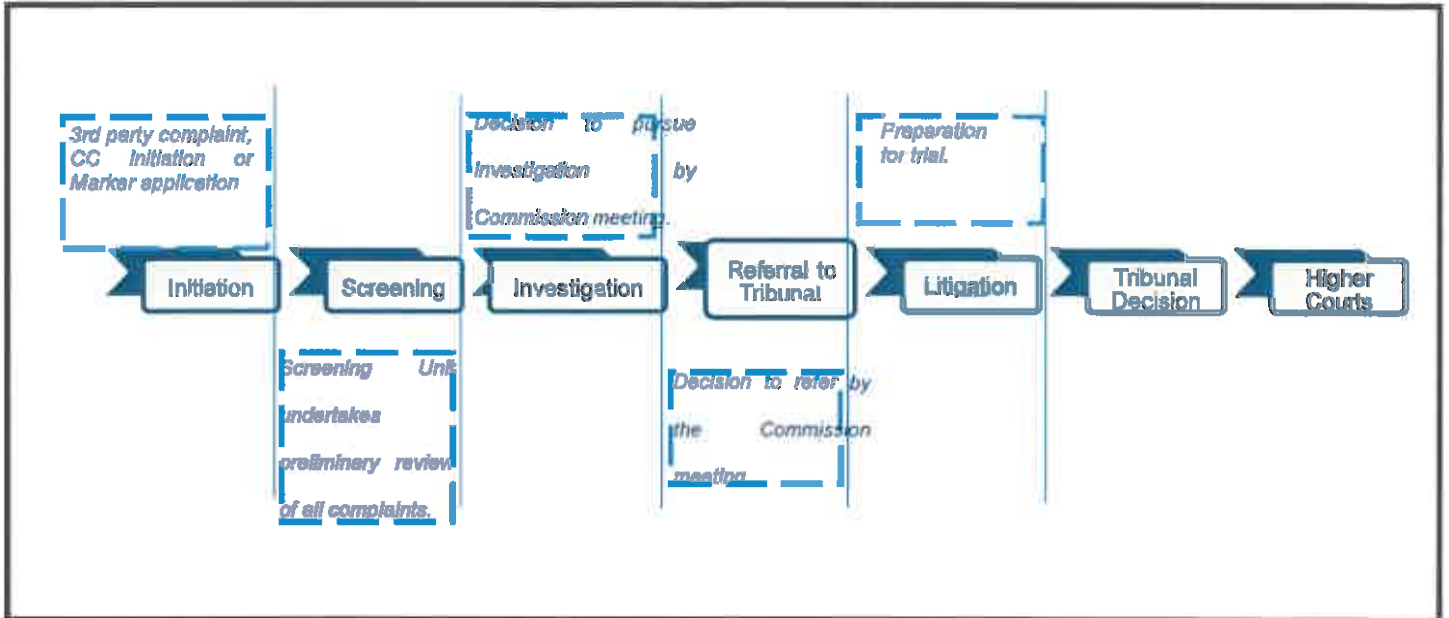 3rd party complaint,
CC Initiation or
Marker application
Decision to pursue
investigation by
Commission meeting.
Preparation
for trial.
Initiation
Screening
Investigation
Referral to
Tribunal
Litigation
Tribunal
Decision
Higher
Courts
Screening Unit
undertakes
preliminary review
of all complaints.
Decision to refer by
the Commission
meeting